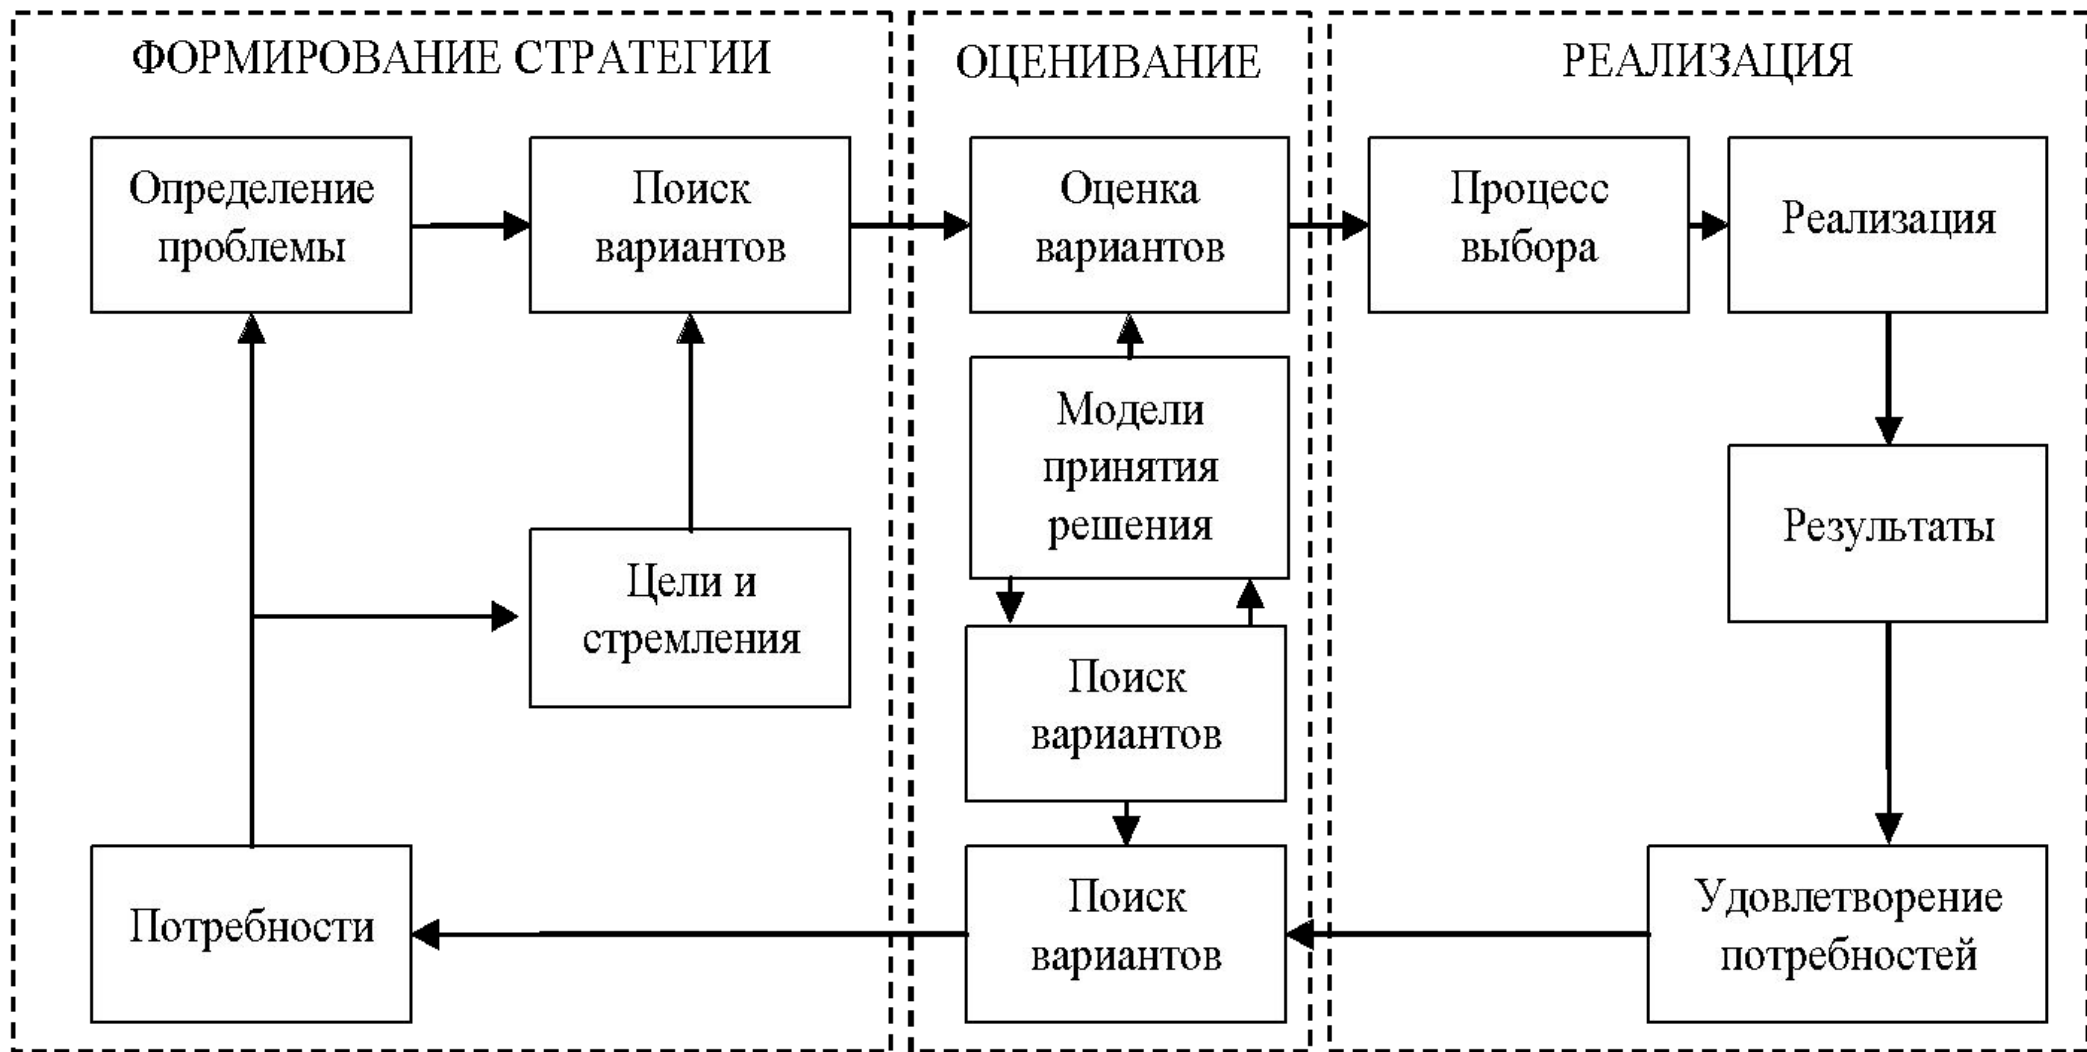 ФОРМИРОВАНИЕ СТРАТЕГИИ
Определение
проблемы
Поиск
вариантов
Цели и
стремления
Потребности
ОЦЕНИВАНИЕ
Оценка
вариантов
Модели
принятия
решения
Поиск
вариантов
Поиск
вариантов
РЕАЛИЗАЦИЯ
Процесс
выбора
Реализация
Результаты
Удовлетворение
потребностей